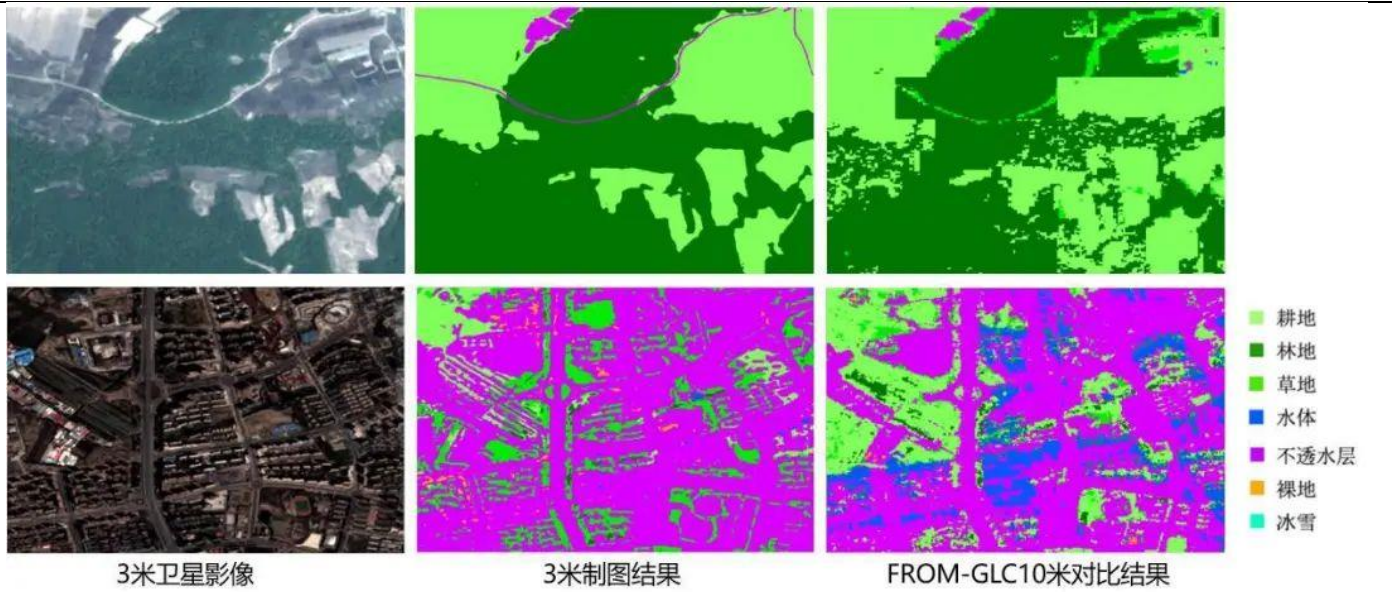 耕地
林地
草地
水体
不透水层
裸地
冰雪
3米卫星影像
3米制图结果
FROM-GLC10米对比结果